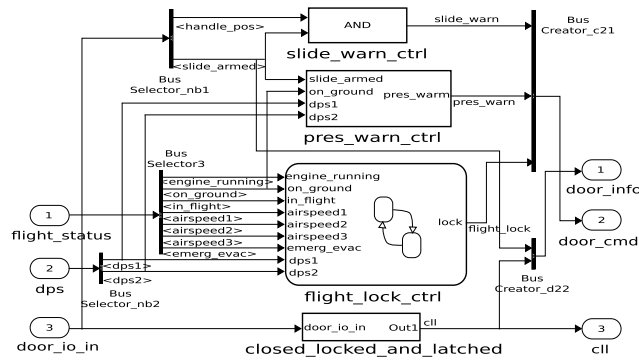 <handle_pos>
AND
slide_warn
Bus
Creator_c21
slide_warn_ctrl
<slide_armed>
Bus
Selector_nb1
slide_armed
on_ground
dps1
dps2
pres_warn
pres_warn
pres_warn_ctrl
Bus
Selector3
<engine_running>
<on_ground>
<in_flight>
<airspeed1>
<airspeed2>
<airspeed3>
<emerg_evac>
engine_running
on_ground
in_flight
airspeed1
airspeed2
airspeed3
emerg_evac
dps1
dps2
lock
flight_lock
flight_lock_ctrl
1
flight_status
2
dps
<dps1>
<dps2>
Bus
Selector_nb2
3
door_io_in
door_io_in
Out1
cll
closed_locked_and_latched
Bus
Creator_d22
1
door_info
2
door_cmd
3
cll